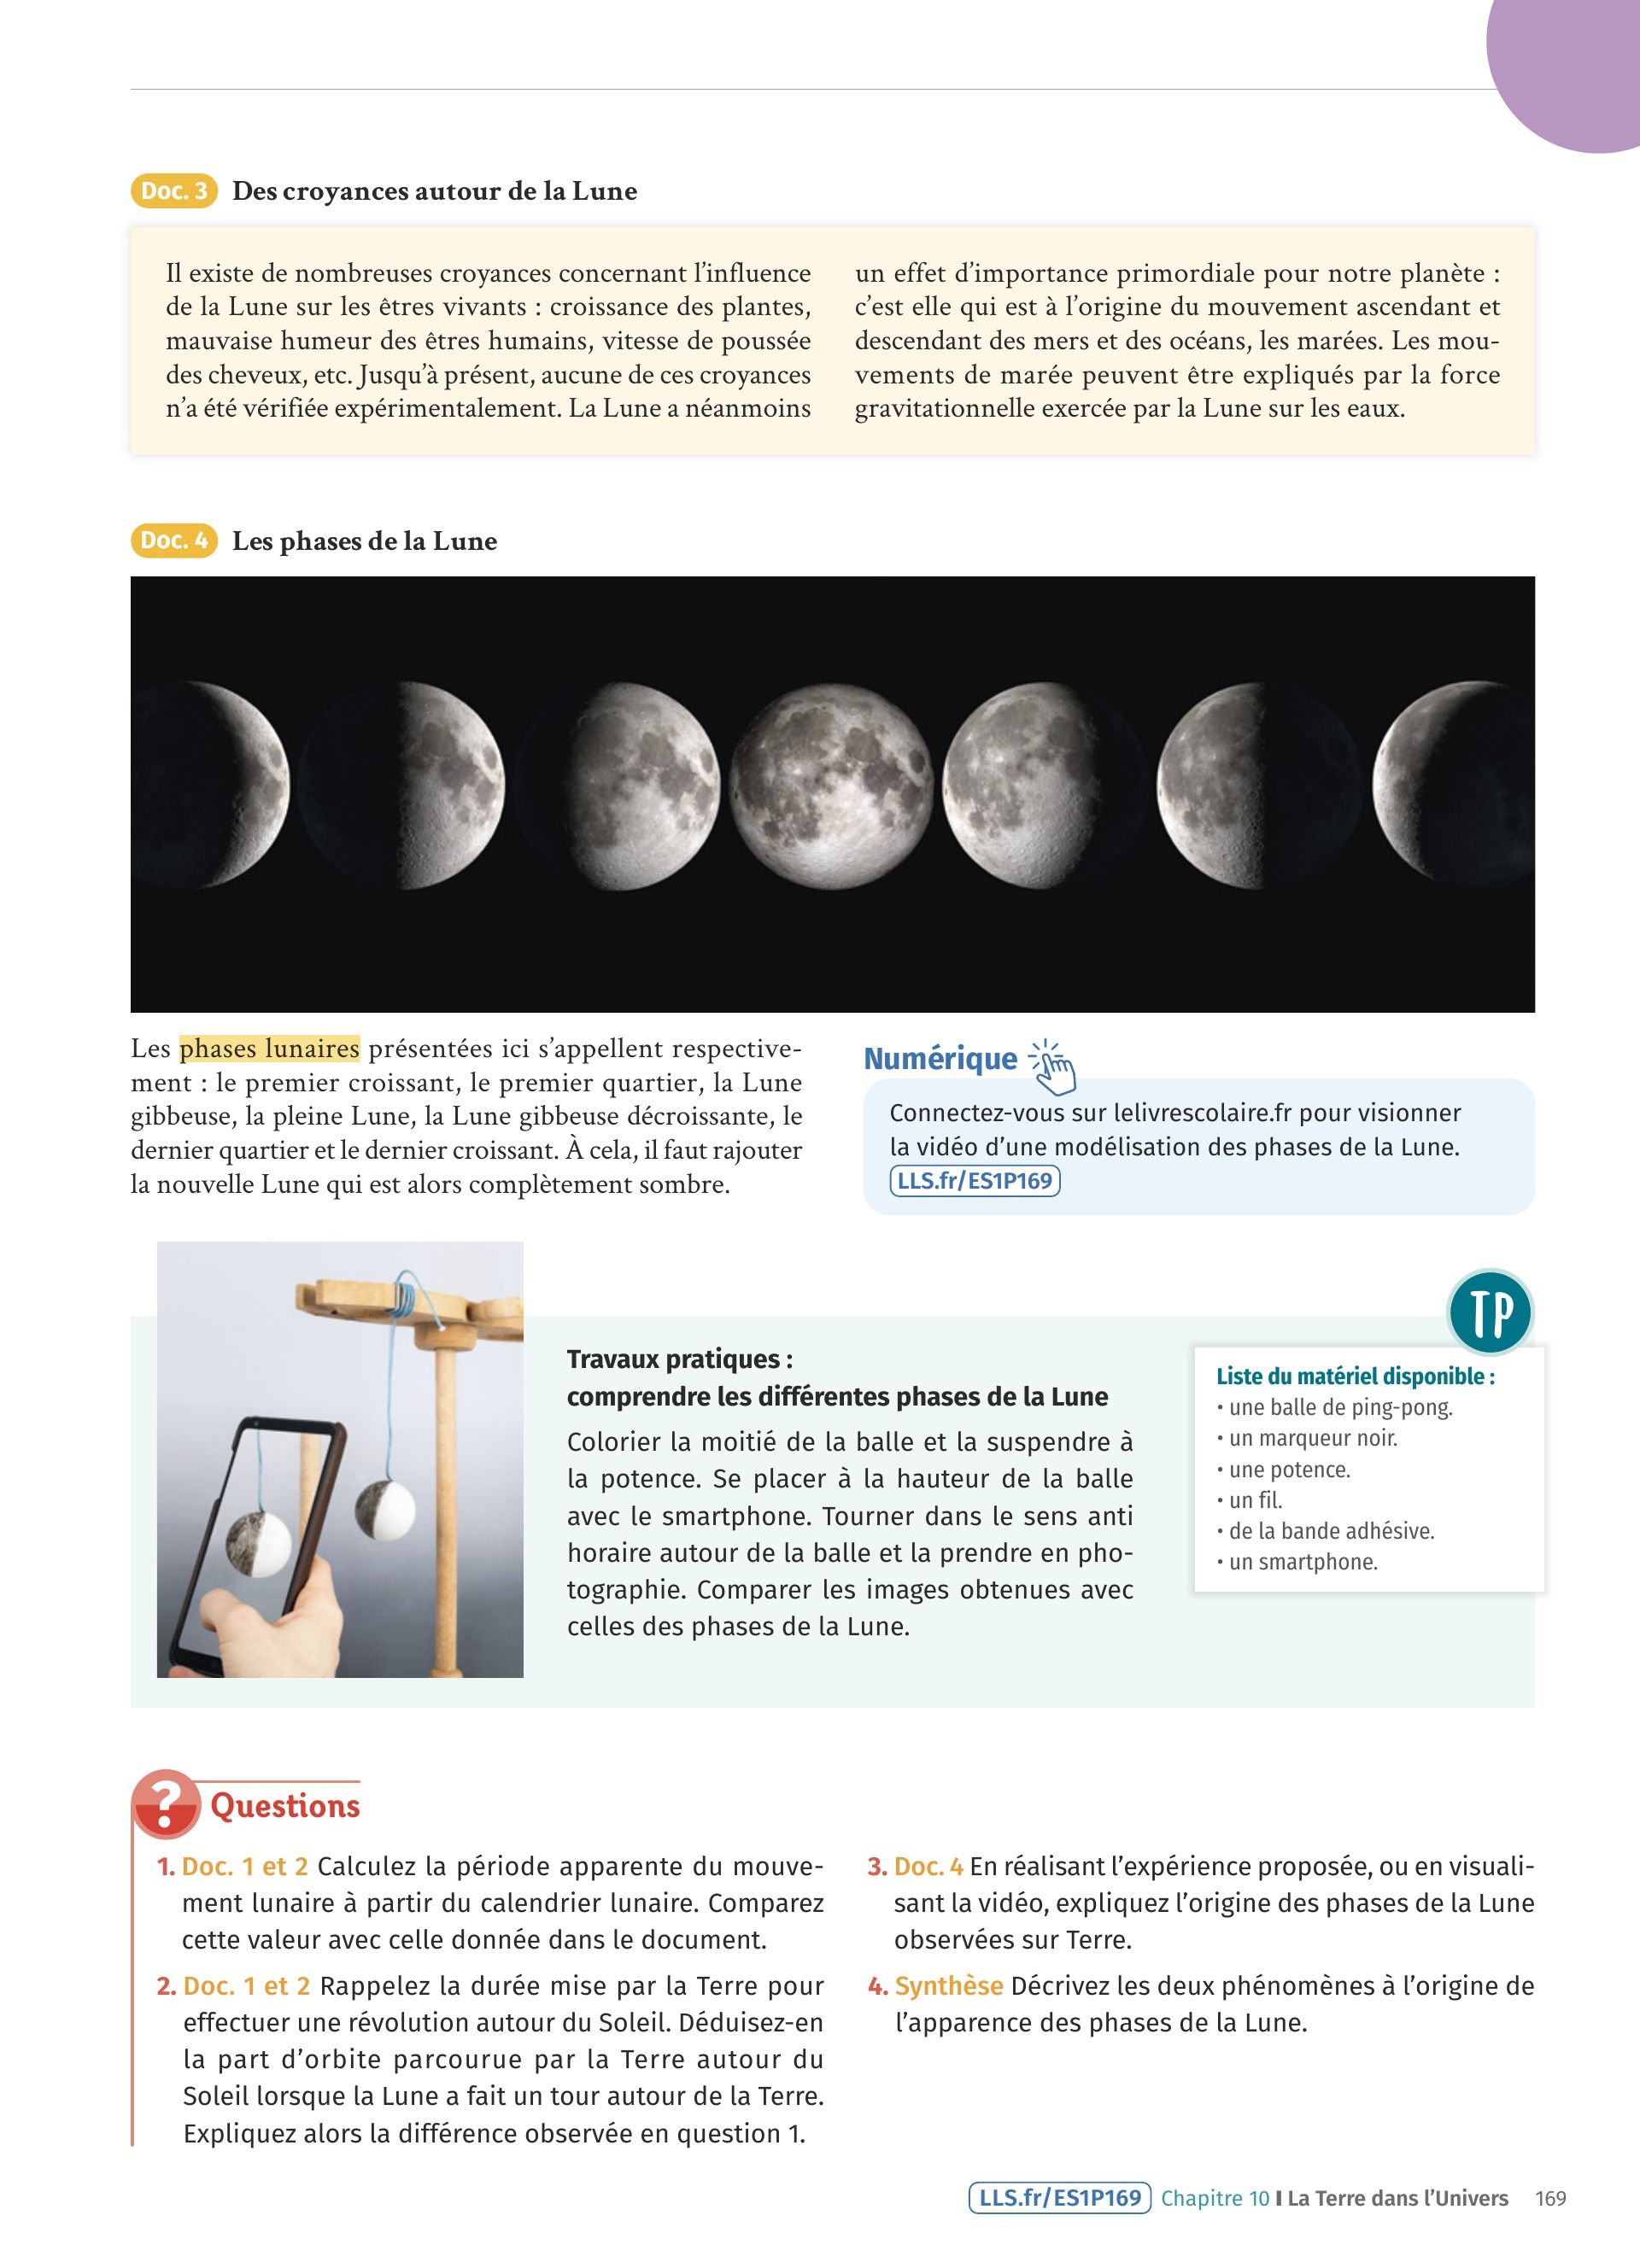 Doc. 3 Des croyances autour de la Lune
Il existe de nombreuses croyances concernant l’influence
de la Lune sur les êtres vivants : croissance des plantes,
mauvaise humeur des êtres humains, vitesse de poussée
des cheveux, etc. Jusqu’à présent, aucune de ces croyances
n’a été vérifiée expérimentalement. La Lune a néanmoins
un effet d’importance primordiale pour notre planète :
c’est elle qui est à l’origine du mouvement ascendant et
descendant des mers et des océans, les marées. Les mou-
vements de marée peuvent être expliqués par la force
gravitationnelle exercée par la Lune sur les eaux.
Doc. 4 Les phases de la Lune
Les phases lunaires présentées ici s’appellent respective-
ment : le premier croissant, le premier quartier, la Lune
gibbeuse, la pleine Lune, la Lune gibbeuse décroissante, le
dernier quartier et le dernier croissant. À cela, il faut rajouter
la nouvelle Lune qui est alors complètement sombre.
Numérique
Connectez-vous sur lelivrescolaire.fr pour visionner
la vidéo d’une modélisation des phases de la Lune.
LLS.fr/ES1P169
Travaux pratiques :
comprendre les différentes phases de la Lune
Colorier la moitié de la balle et la suspendre à
la potence. Se placer à la hauteur de la balle
avec le smartphone. Tourner dans le sens anti
horaire autour de la balle et la prendre en pho-
tographie. Comparer les images obtenues avec
celles des phases de la Lune.
TP
Liste du matériel disponible :
• une balle de ping-pong.
• un marqueur noir.
• une potence.
• un fil.
• de la bande adhésive.
• un smartphone.
? Questions
1. Doc. 1 et 2 Calculez la période apparente du mouve-
ment lunaire à partir du calendrier lunaire. Comparez
cette valeur avec celle donnée dans le document.
2. Doc. 1 et 2 Rappelez la durée mise par la Terre pour
effectuer une révolution autour du Soleil. Déduisez-en
la part d’orbite parcourue par la Terre autour du
Soleil lorsque la Lune a fait un tour autour de la Terre.
Expliquez alors la différence observée en question 1.
3. Doc. 4 En réalisant l’expérience proposée, ou en visuali-
sant la vidéo, expliquez l’origine des phases de la Lune
observées sur Terre.
4. Synthèse Décrivez les deux phénomènes à l’origine de
l’apparence des phases de la Lune.
LLS.fr/ES1P169 Chapitre 10 I La Terre dans l’Univers 169